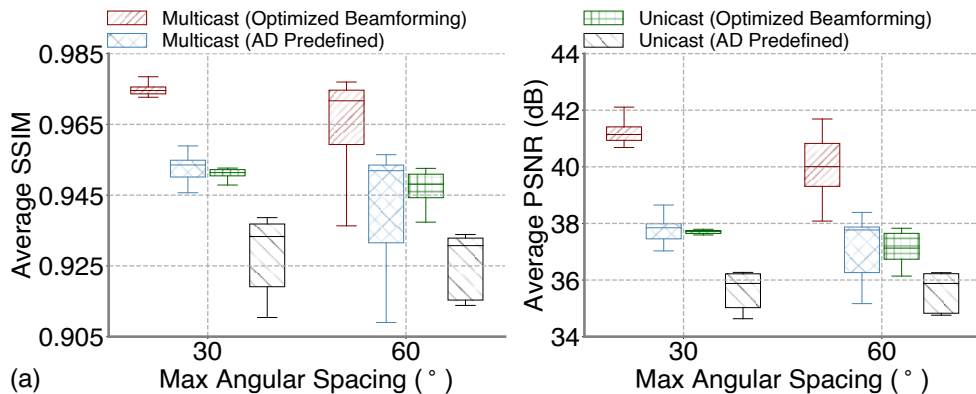 Multicast (Optimized Beamforming)
Multicast (AD Predefined)
Unicast (Optimized Beamforming)
Unicast (AD Predefined)
0.985
0.965
0.945
0.925
0.905
Average SSIM
30
60
Max Angular Spacing (°)
44
42
40
38
36
34
Average PSNR (dB)
30
60
Max Angular Spacing (°)
(a)